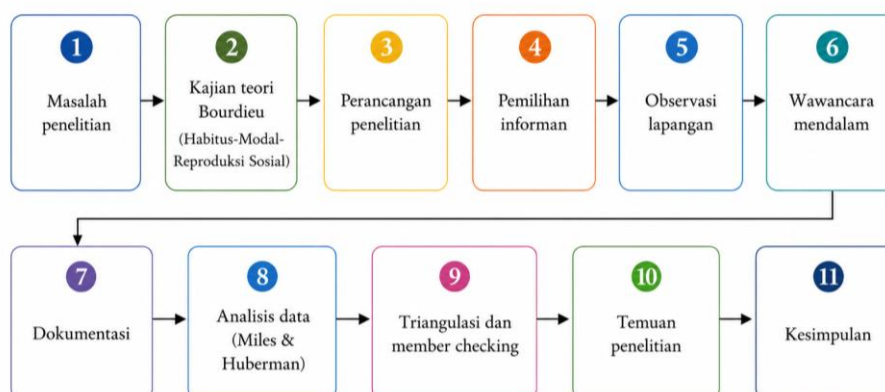 1
Masalah
penelitian
2
Kajian teori
Bourdieu
(Habitus-Modal-
Reproduksi Sosial)
3
Perancangan
penelitian
4
Pemilihan
informan
5
Observasi
lapangan
6
Wawancara
mendalam
7
Dokumentasi
8
Analisis data
(Miles &
Huberman)
9
Triangulasi dan
member checking
10
Temuan
penelitian
11
Kesimpulan